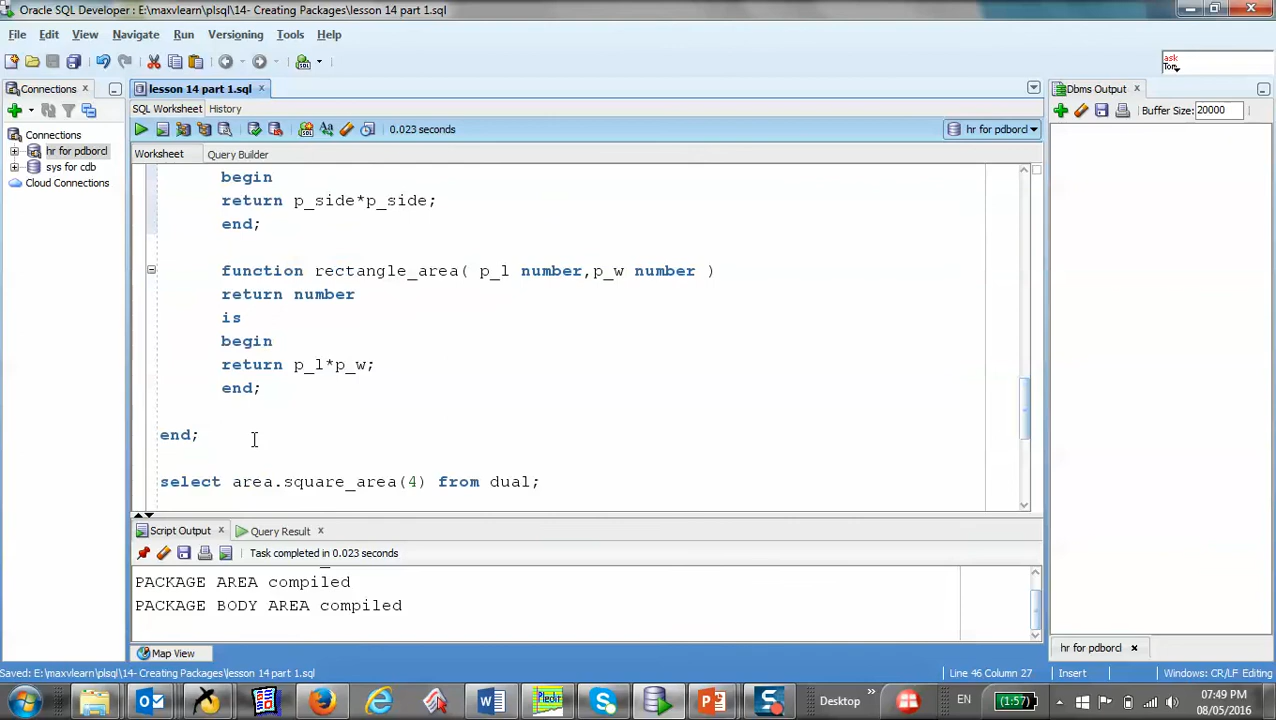 Oracle SQL Developer : E:\maxvlearn\plsql\14- Creating Packages\lesson 14 part 1.sql
File Edit View Navigate Run Versioning Tools Help
ask
Tom
Connections
lesson 14 part 1.sql
Dbms Output
SQL Worksheet History
Buffer Size: 20000
0.023 seconds
hr for pdborcl
Connections
hr for pdborcl
sys for cdb
Cloud Connections
Worksheet Query Builder
begin
return p_side*p_side;
end;
function rectangle_area( p_l number,p_w number )
return number
is
begin
return p_l*p_w;
end;
end;
select area.square_area(4) from dual;
Script Output Query Result
Task completed in 0.023 seconds
PACKAGE AREA compiled
PACKAGE BODY AREA compiled
Map View
hr for pdborcl
Saved: E:\maxvlearn\plsql\14- Creating Packages\lesson 14 part 1.sql
Line 46 Column 27
Insert
Windows: CR/LF Editing
Desktop
EN
(1:57)
07:49 PM
08/05/2016